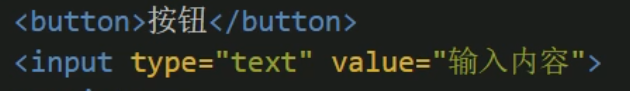 <button>按钮</button>
<input type="text" value="输入内容">